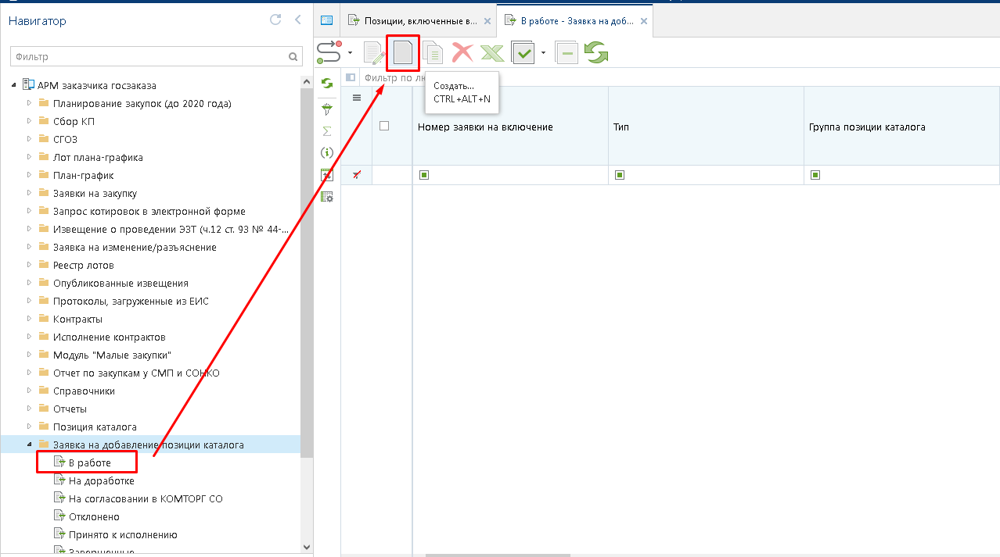 Навигатор
Фильтр
АРМ заказчика госзаказа
Планирование закупок (до 2020 года)
Сбор КП
СГОЗ
Лот плана-графика
План-график
Заявки на закупку
Запрос котировок в электронной форме
Извещение о проведении ЭЗТ (ч.12 ст. 93 № 44-...
Заявка на изменение/разъяснение
Реестр лотов
Опубликованные извещения
Протоколы, загруженные из ЕИС
Контракты
Исполнение контрактов
Модуль "Малые закупки"
Отчет по закупкам у СМП и СОНКО
Справочники
Отчеты
Позиция каталога
Заявка на добавление позиции каталога
В работе
На доработке
На согласовании в КОМТОРГ СО
Отклонено
Принято к исполнению
Завершенные
Позиции, включенные в...
В работе - Заявка на доб...
Фильтр по
Создать...
CTRL+ALT+N
Номер заявки на включение
Тип
Группа позиции каталога